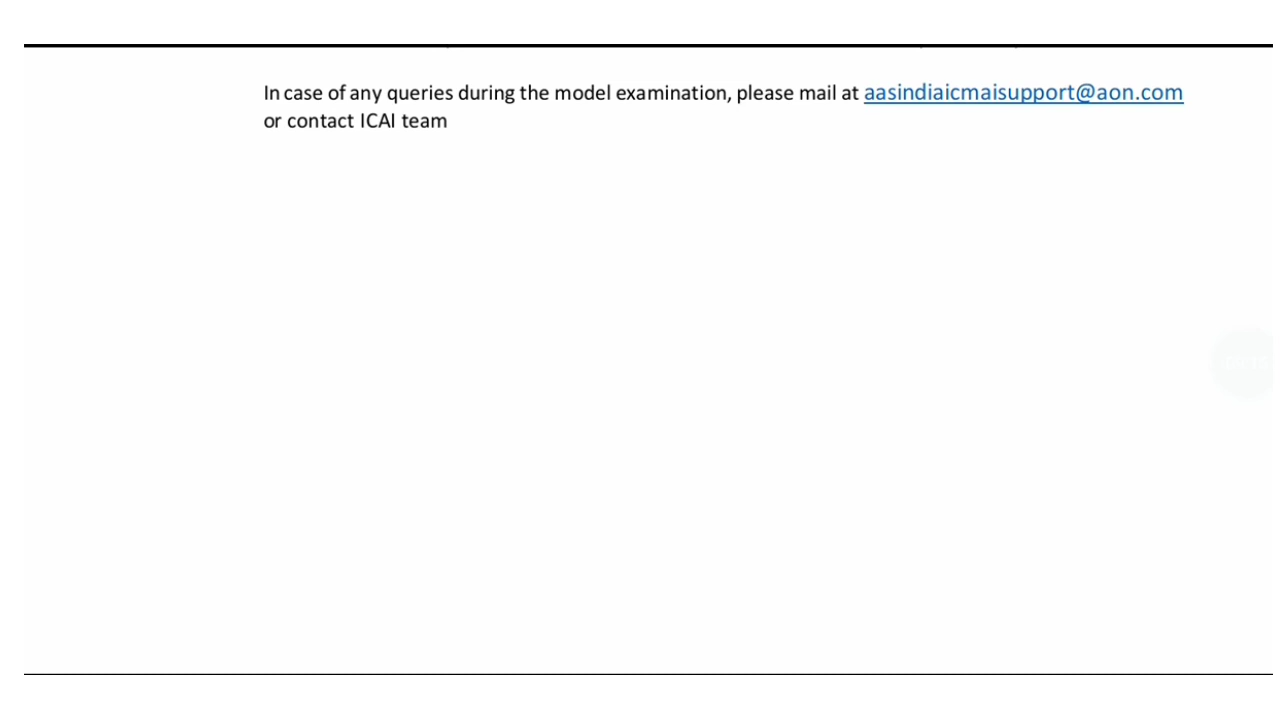 In case of any queries during the model examination, please mail at aasindiaicmaisupport@aon.com
or contact ICAI team